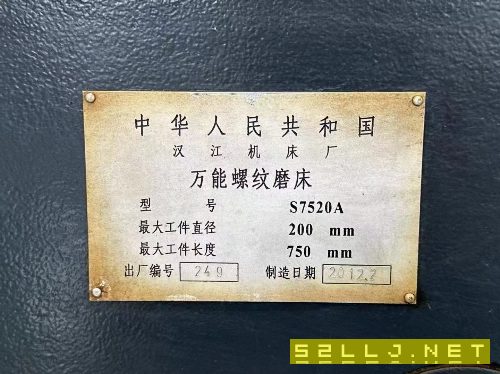 中华人民共和国
汉江机床厂
万能螺纹磨床
型 号 S7520A
最大工件直径 200 mm
最大工件长度 750 mm
出厂编号 249 制造日期 2012.2
S2LLJ.NET